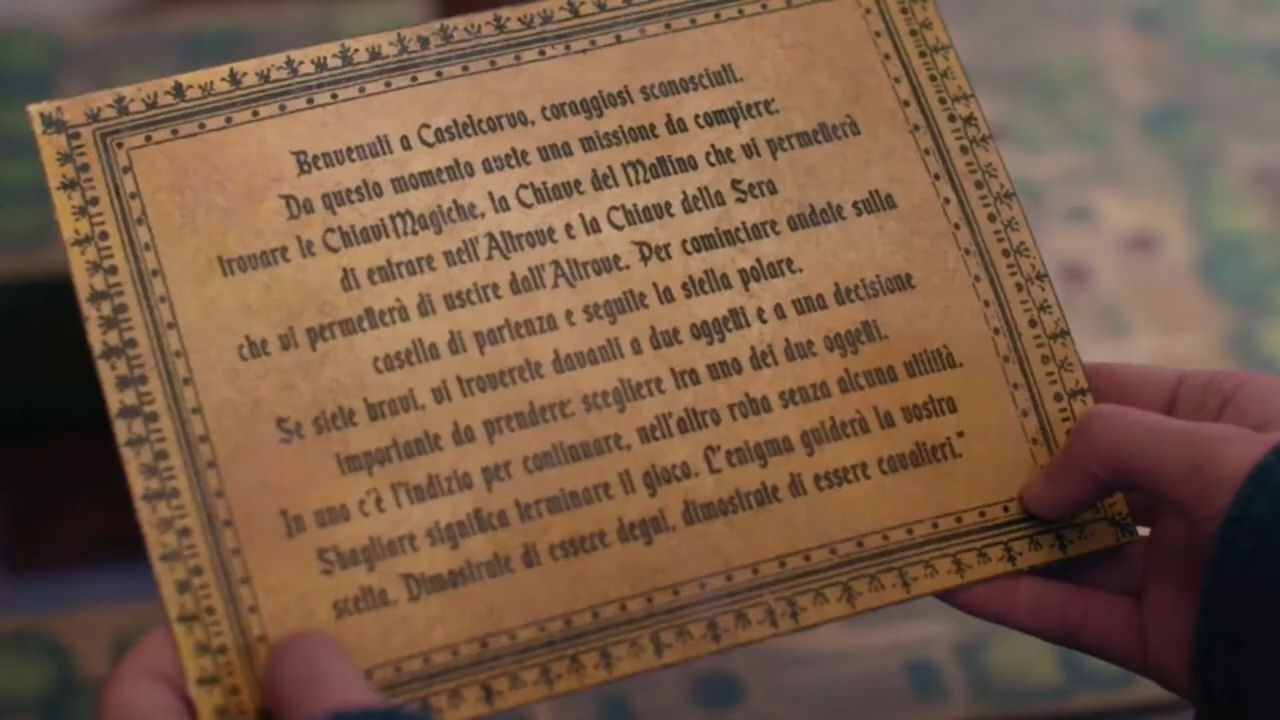 Benvenuti a Castelcorvo, coraggiosi sconosciuti.
Da questo momento avete una missione da compiere:
trovare le Chiavi Magiche, la Chiave del Mattino che vi permetterà
di entrare nell'Altrove e la Chiave della Sera
che vi permetterà di uscire dall'Altrove. Per cominciare andate sulla
casella di partenza e seguite la stella polare.
Se siete bravi, vi troverete davanti a due oggetti e a una decisione
importante da prendere: scegliere tra uno dei due oggetti.
In uno c'è l'indizio per continuare, nell'altro roba senza alcuna utilità.
Sbagliare significa terminare il gioco. L'enigma guiderà la vostra
scelta. Dimostrate di essere degni, dimostrate di essere cavalieri."